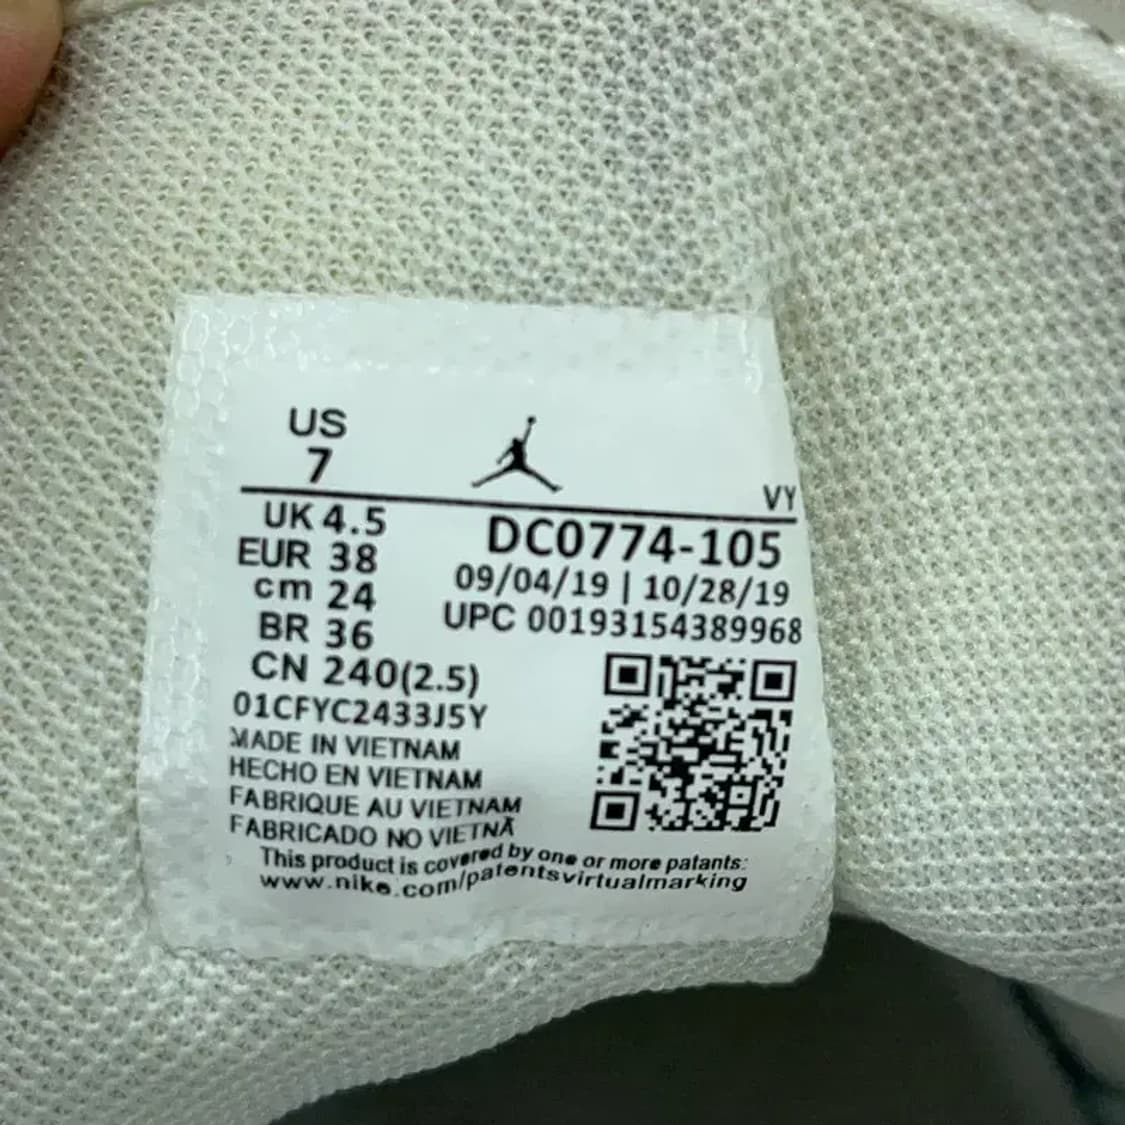 US
7
VY
UK 4.5
EUR 38
cm 24
BR 36
CN 240(2.5)
DC0774-105
09/04/19 | 10/28/19
UPC 00193154389968
01CFYC2433J5Y
MADE IN VIETNAM
HECHO EN VIETNAM
FABRIQUE AU VIETNAM
FABRICADO NO VIETNÃ
This product is covered by one or more patants:
www.nike.com/patentsvirtualmarking